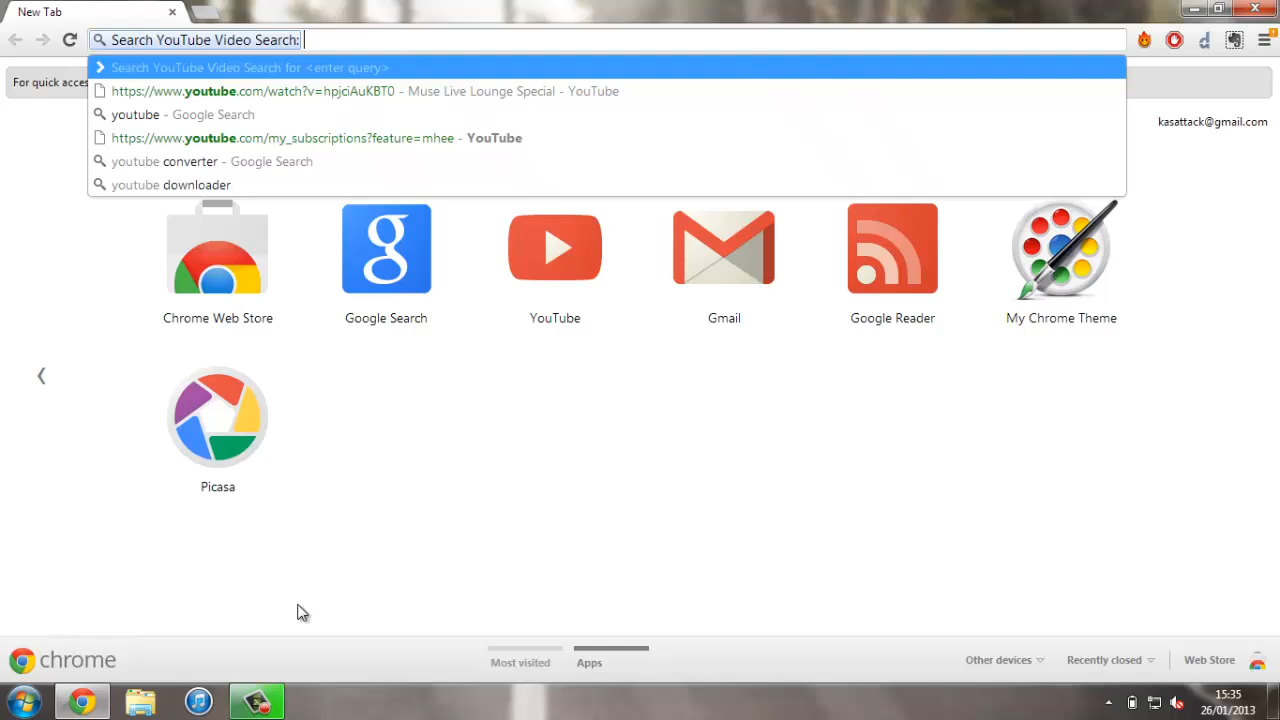 New Tab
Search YouTube Video Search:
Search YouTube Video Search for <enter query>
https://www.youtube.com/watch?v=hpjciAuKBT0 - Muse Live Lounge Special - YouTube
youtube - Google Search
https://www.youtube.com/my_subscriptions?feature=mhee - YouTube
youtube converter - Google Search
youtube downloader
For quick acces
kasattack@gmail.com
Chrome Web Store
Google Search
YouTube
Gmail
Google Reader
My Chrome Theme
Picasa
chrome
Most visited
Apps
Other devices
Recently closed
Web Store
15:35
26/01/2013